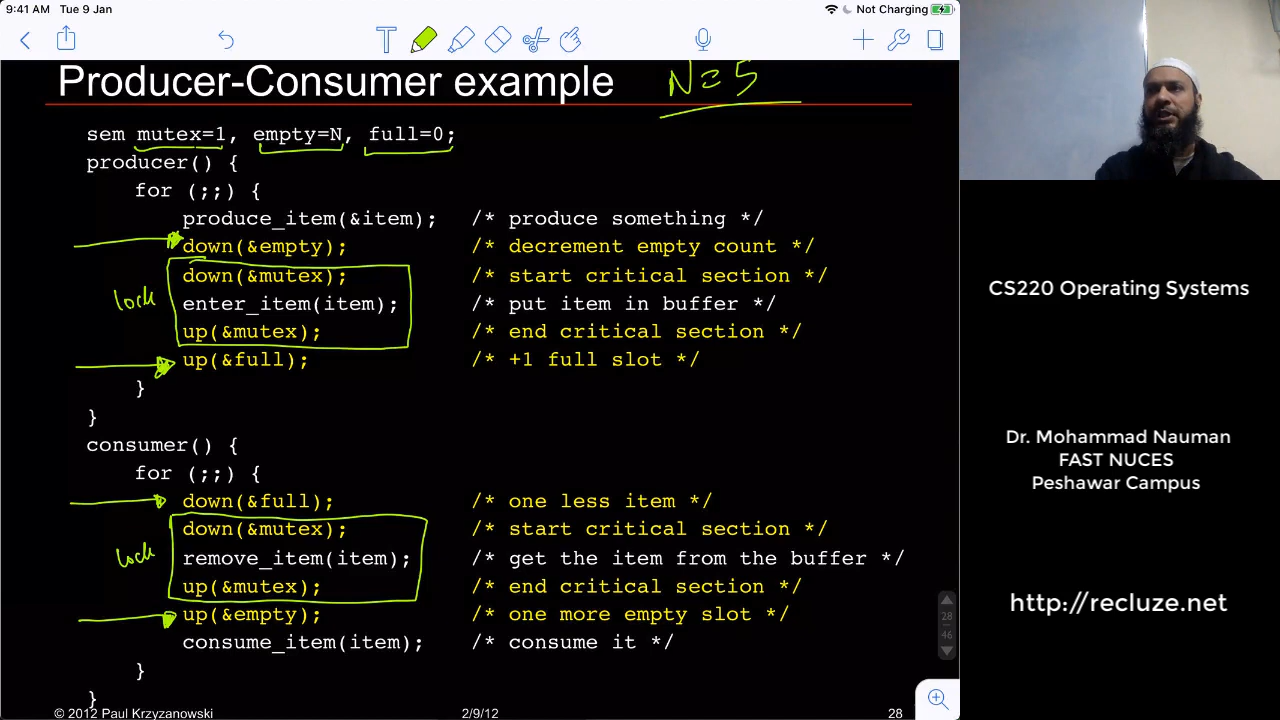 9:41 AM Tue 9 Jan Not Charging
T
Producer-Consumer example N=5
sem mutex=1, empty=N, full=0;
producer() {
for (;;) {
produce_item(&item); /* produce something */
down(&empty); /* decrement empty count */
down(&mutex); /* start critical section */
lock enter_item(item); /* put item in buffer */
up(&mutex); /* end critical section */
up(&full); /* +1 full slot */
}
}
consumer() {
for (;;) {
down(&full); /* one less item */
down(&mutex); /* start critical section */
lock remove_item(item); /* get the item from the buffer */
up(&mutex); /* end critical section */
up(&empty); /* one more empty slot */
consume_item(item); /* consume it */
}
}
© 2012 Paul Krzyzanowski 2/9/12 28
28
46
CS220 Operating Systems
Dr. Mohammad Nauman
FAST NUCES
Peshawar Campus
http://recluze.net